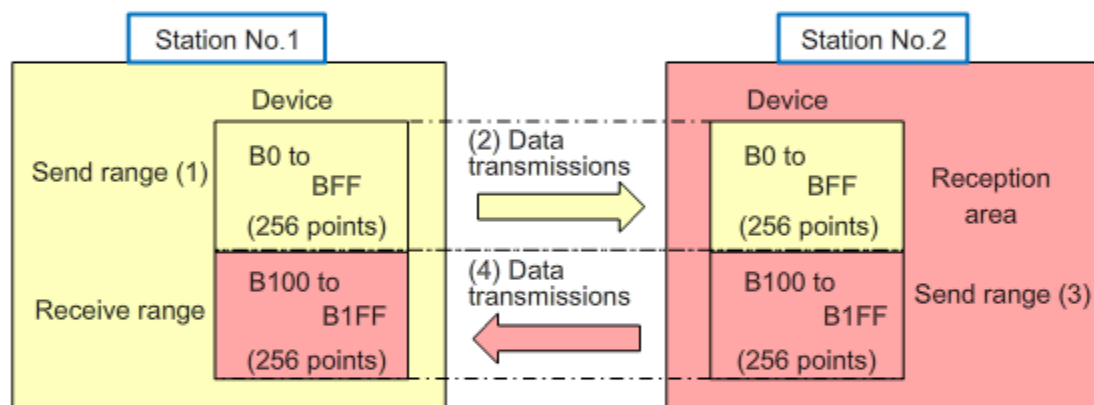 Station No.1
Station No.2
Device
Device
Send range (1)
B0 to
BFF
(256 points)
(2) Data
transmissions
B0 to
BFF
(256 points)
Reception
area
Receive range
B100 to
B1FF
(256 points)
(4) Data
transmissions
B100 to
B1FF
(256 points)
Send range (3)